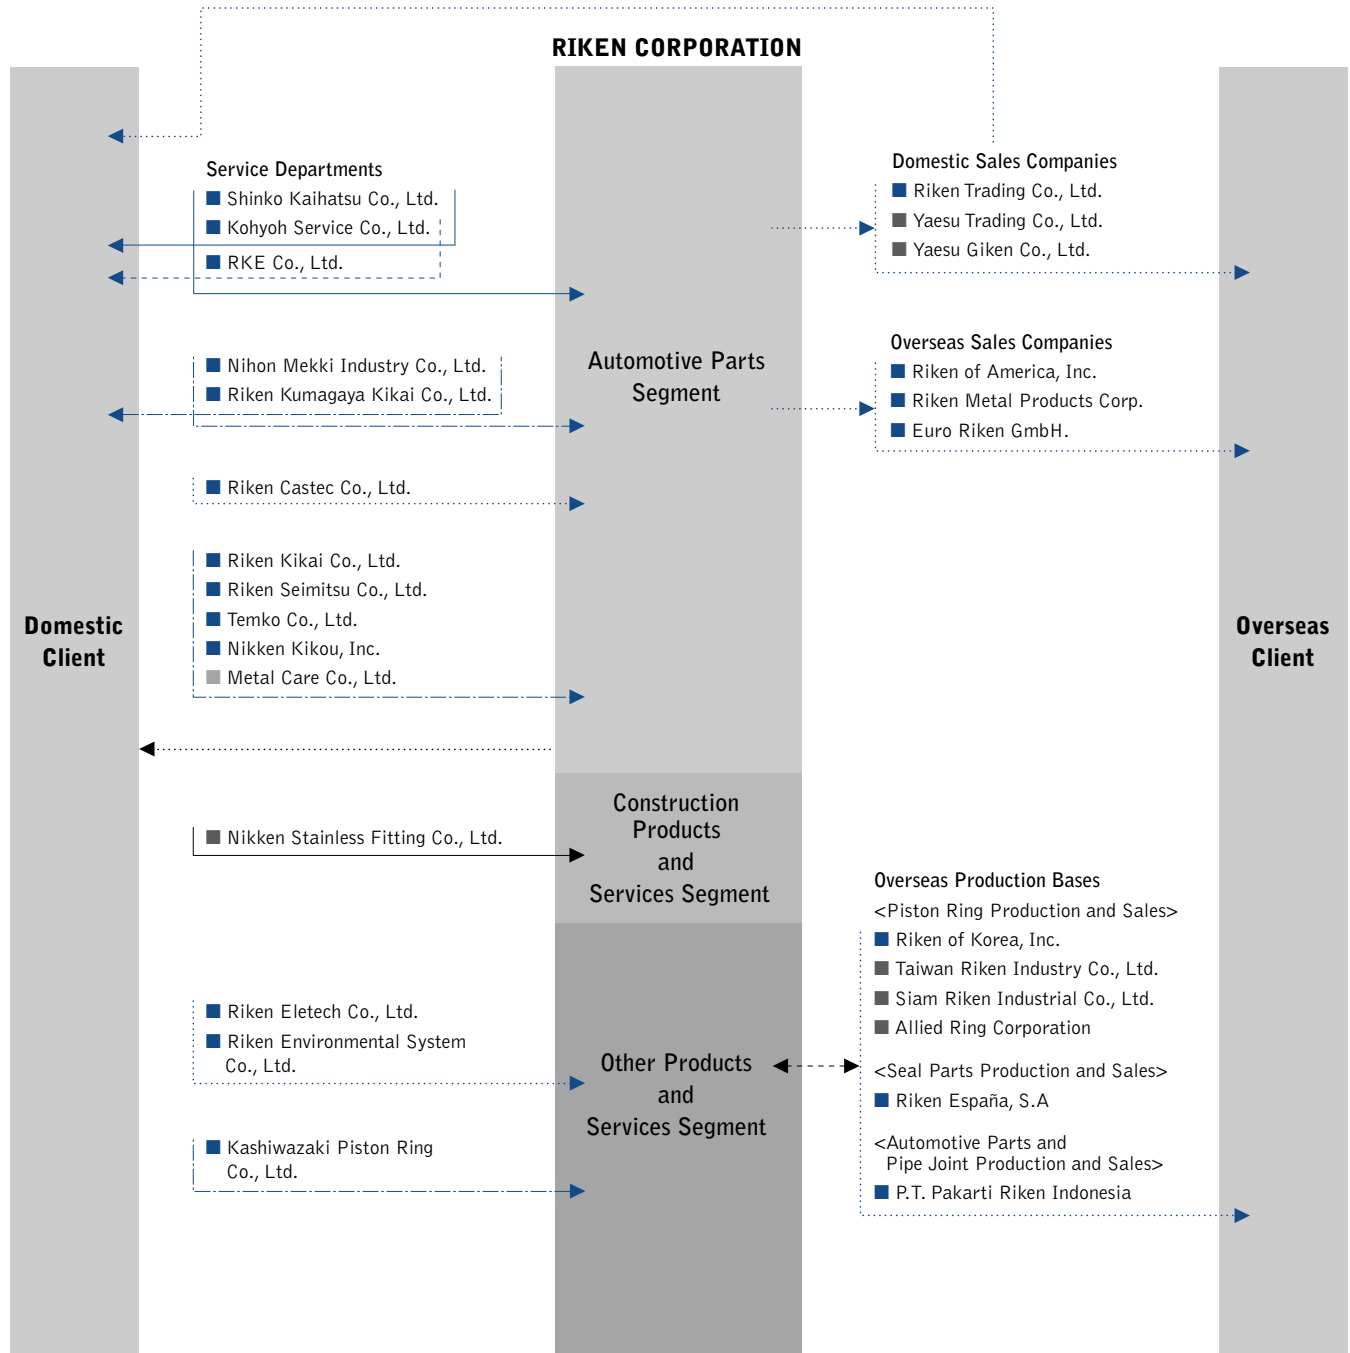 RIKEN CORPORATION
Domestic
Client
Service Departments
Shinko Kaihatsu Co., Ltd.
Kohyoh Service Co., Ltd.
RKE Co., Ltd.
Nihon Mekki Industry Co., Ltd.
Riken Kumagaya Kikai Co., Ltd.
Riken Castec Co., Ltd.
Riken Kikai Co., Ltd.
Riken Seimitsu Co., Ltd.
Temko Co., Ltd.
Nikken Kikou, Inc.
Metal Care Co., Ltd.
Nikken Stainless Fitting Co., Ltd.
Riken Eletech Co., Ltd.
Riken Environmental System
Co., Ltd.
Kashiwazaki Piston Ring
Co., Ltd.
Automotive Parts
Segment
Construction
Products
and
Services Segment
Other Products
and
Services Segment
Domestic Sales Companies
Riken Trading Co., Ltd.
Yaesu Trading Co., Ltd.
Yaesu Giken Co., Ltd.
Overseas Sales Companies
Riken of America, Inc.
Riken Metal Products Corp.
Euro Riken GmbH.
Overseas Production Bases
<Piston Ring Production and Sales>
Riken of Korea, Inc.
Taiwan Riken Industry Co., Ltd.
Siam Riken Industrial Co., Ltd.
Allied Ring Corporation
<Seal Parts Production and Sales>
Riken España, S.A
<Automotive Parts and
Pipe Joint Production and Sales>
P.T. Pakarti Riken Indonesia
Overseas
Client